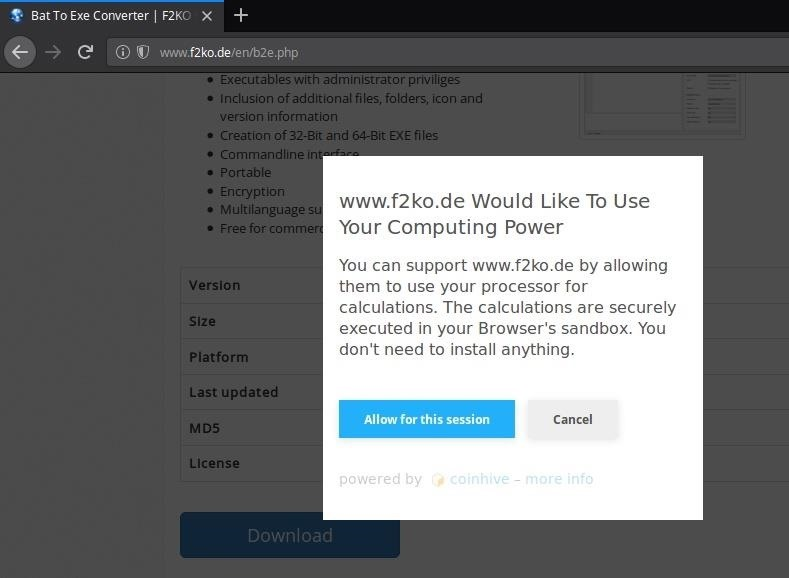 Bat To Exe Converter | F2KO
www.f2ko.de/en/b2e.php
Executables with administrator priviliges
Inclusion of additional files, folders, icon and
version information
Creation of 32-Bit and 64-Bit EXE files
Commandline interface
Portable
Encryption
Multilanguage su
Free for commerc
www.f2ko.de Would Like To Use
Your Computing Power
You can support www.f2ko.de by allowing
them to use your processor for
calculations. The calculations are securely
executed in your Browser's sandbox. You
don't need to install anything.
Allow for this session Cancel
powered by coinhive – more info
Version
Size
Platform
Last updated
MD5
License
Download